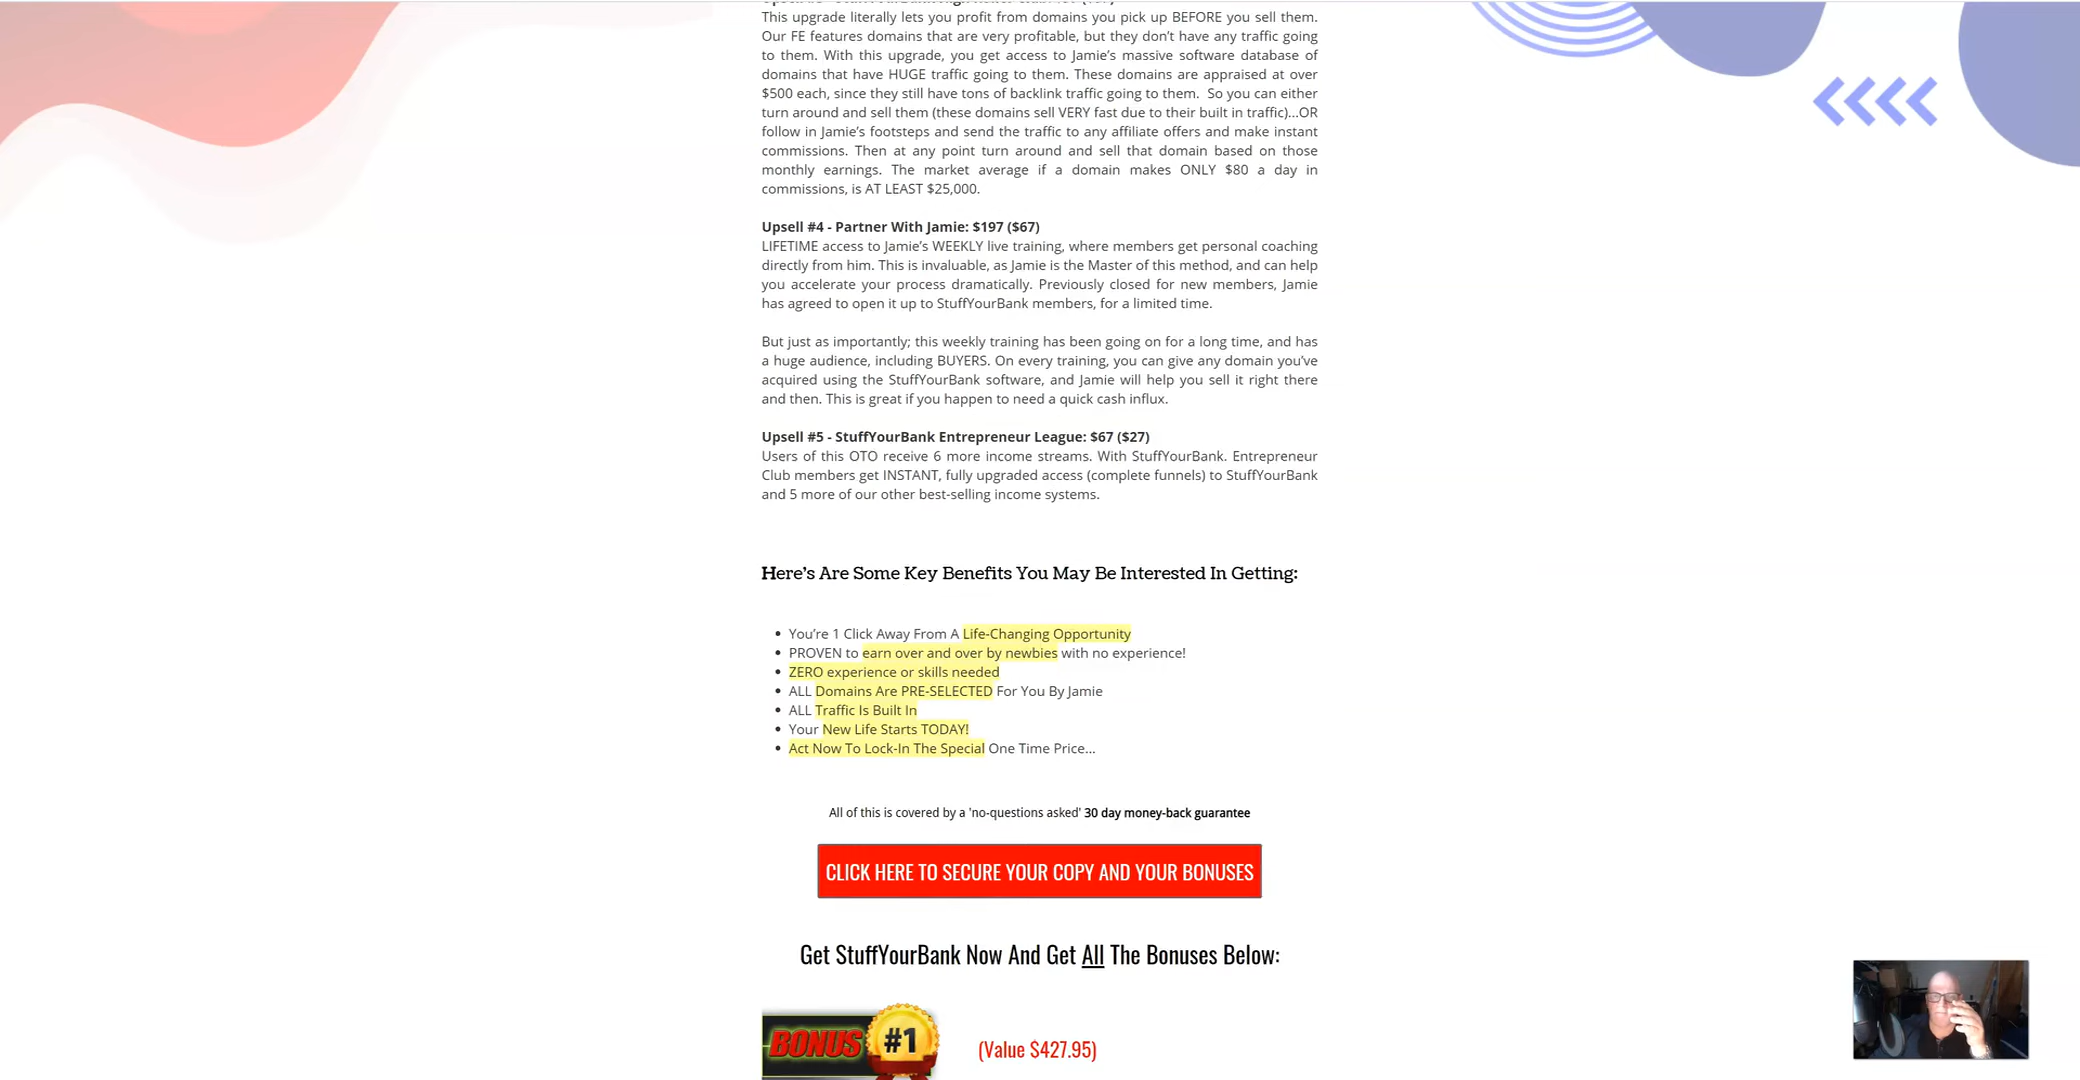 This upgrade literally lets you profit from domains you pick up BEFORE you sell them.
Our FE features domains that are very profitable, but they don’t have any traffic going
to them. With this upgrade, you get access to Jamie’s massive software database of
domains that have HUGE traffic going to them. These domains are appraised at over
$500 each, since they still have tons of backlink traffic going to them. So you can either
turn around and sell them (these domains sell VERY fast due to their built in traffic)...OR
follow in Jamie’s footsteps and send the traffic to any affiliate offers and make instant
commissions. Then at any point turn around and sell that domain based on those
monthly earnings. The market average if a domain makes ONLY $80 a day in
commissions, is AT LEAST $25,000.
Upsell #4 - Partner With Jamie: $197 ($67)
LIFETIME access to Jamie’s WEEKLY live training, where members get personal coaching
directly from him. This is invaluable, as Jamie is the Master of this method, and can help
you accelerate your process dramatically. Previously closed for new members, Jamie
has agreed to open it up to StuffYourBank members, for a limited time.
But just as importantly; this weekly training has been going on for a long time, and has
a huge audience, including BUYERS. On every training, you can give any domain you’ve
acquired using the StuffYourBank software, and Jamie will help you sell it right there
and then. This is great if you happen to need a quick cash influx.
Upsell #5 - StuffYourBank Entrepreneur League: $67 ($27)
Users of this OTO receive 6 more income streams. With StuffYourBank. Entrepreneur
Club members get INSTANT, fully upgraded access (complete funnels) to StuffYourBank
and 5 more of our other best-selling income systems.
Here’s Are Some Key Benefits You May Be Interested In Getting:
• You’re 1 Click Away From A Life-Changing Opportunity
• PROVEN to earn over and over by newbies with no experience!
• ZERO experience or skills needed
• ALL Domains Are PRE-SELECTED For You By Jamie
• ALL Traffic Is Built In
• Your New Life Starts TODAY!
• Act Now To Lock-In The Special One Time Price...
All of this is covered by a 'no-questions asked' 30 day money-back guarantee
CLICK HERE TO SECURE YOUR COPY AND YOUR BONUSES
Get StuffYourBank Now And Get All The Bonuses Below:
BONUS #1
(Value $427.95)